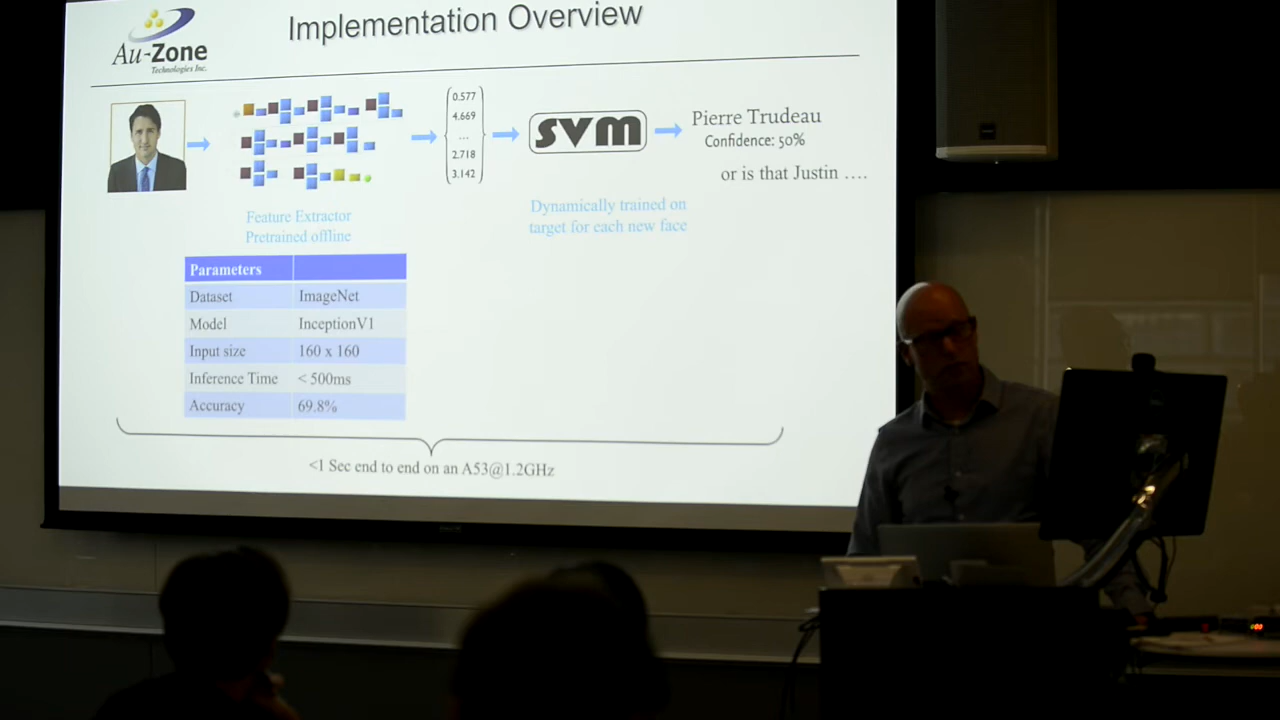 Au-Zone
Technologies Inc.
Implementation Overview
0.577
4.669
...
2.718
3.142
svm
Pierre Trudeau
Confidence: 50%
or is that Justin ....
Feature Extractor
Pretrained offline
Dynamically trained on
target for each new face
Parameters
Dataset ImageNet
Model InceptionV1
Input size 160 x 160
Inference Time < 500ms
Accuracy 69.8%
<1 Sec end to end on an A53@1.2GHz